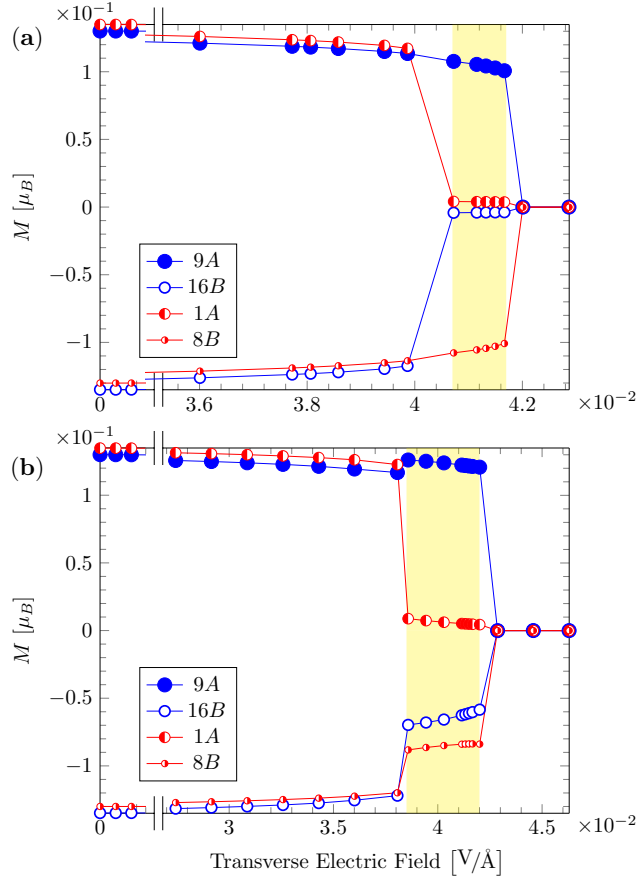 (a)
×10⁻¹
1
0.5
0
−0.5
−1
M [μ_B]
9A
16B
1A
8B
0 3.6 3.8 4 4.2
×10⁻²
(b)
×10⁻¹
1
0.5
0
−0.5
−1
M [μ_B]
9A
16B
1A
8B
0 3 3.5 4 4.5
×10⁻²
Transverse Electric Field [V/Å]